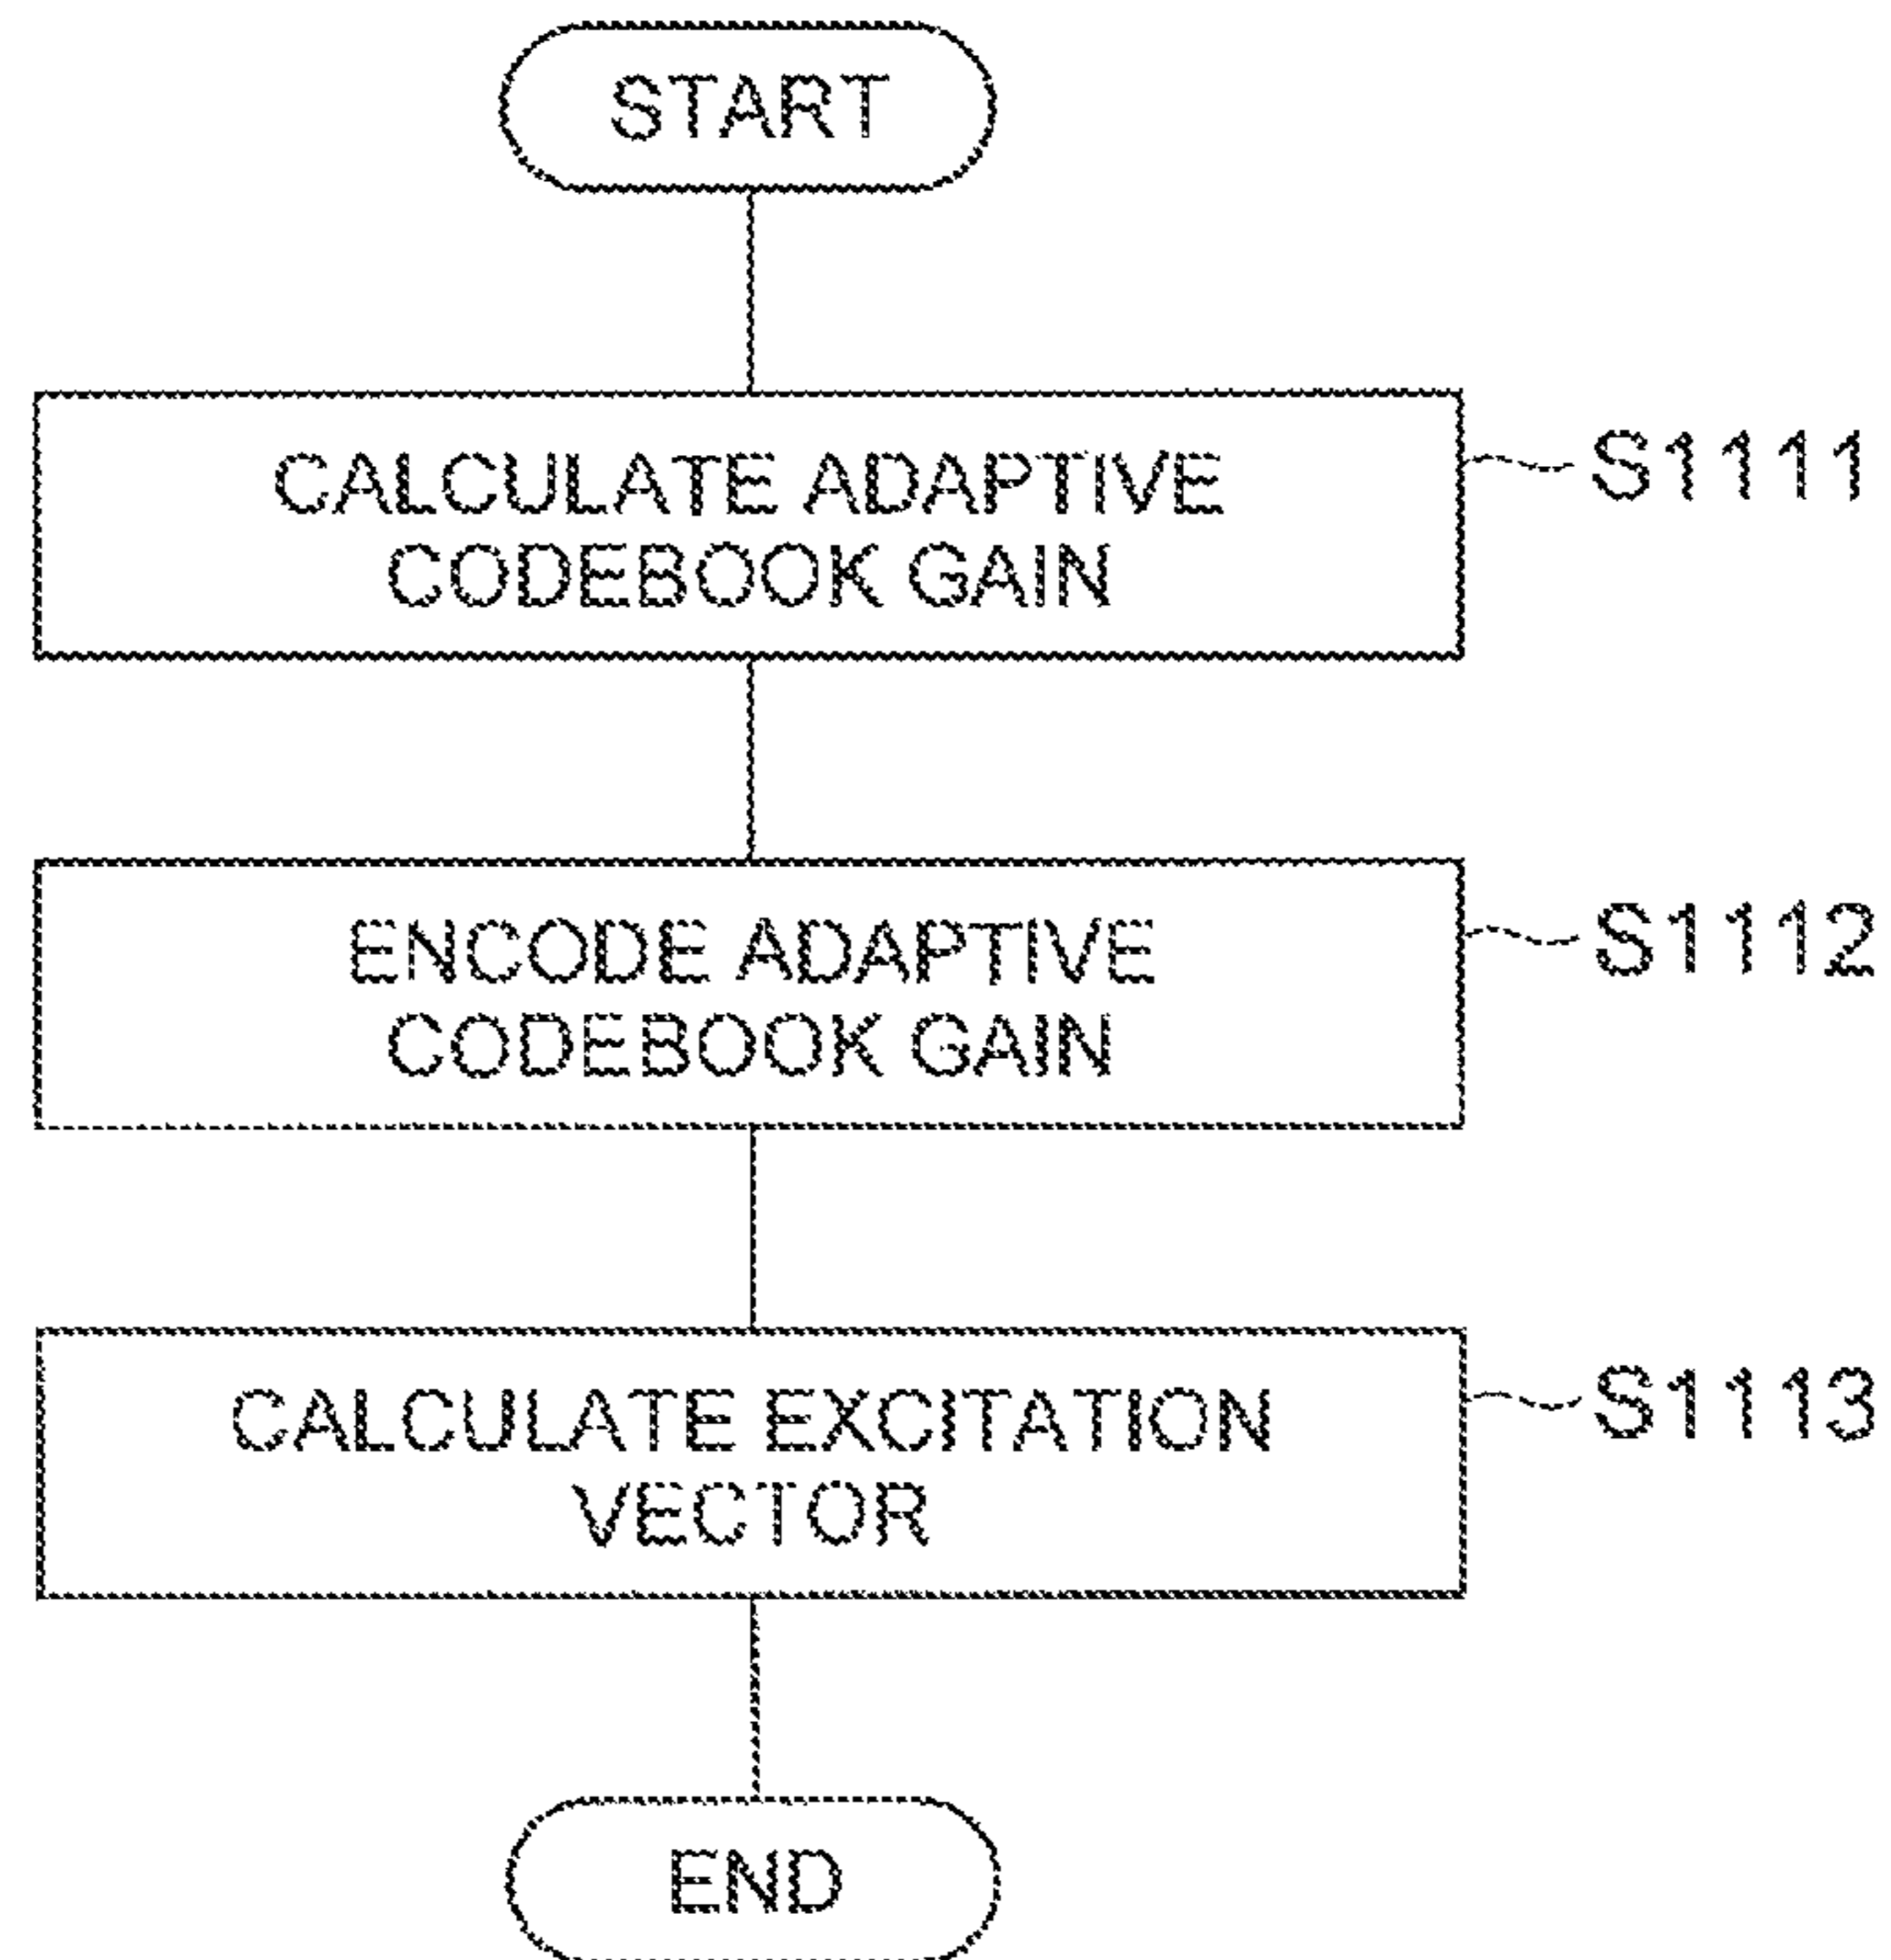 START
CALCULATE ADAPTIVE
CODEBOOK GAIN
S1111
ENCODE ADAPTIVE
CODEBOOK GAIN
S1112
CALCULATE EXCITATION
VECTOR
S1113
END